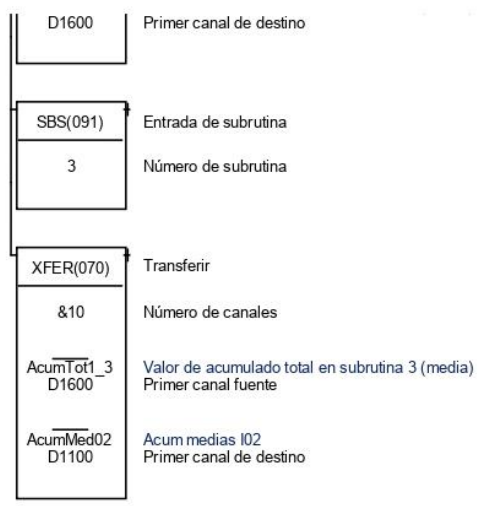 D1600 Primer canal de destino
SBS(091) Entrada de subrutina
3 Número de subrutina
XFER(070) Transferir
&10 Número de canales
AcumTot1_3 Valor de acumulado total en subrutina 3 (media)
D1600 Primer canal fuente
AcumMed02 Acum medias I02
D1100 Primer canal de destino